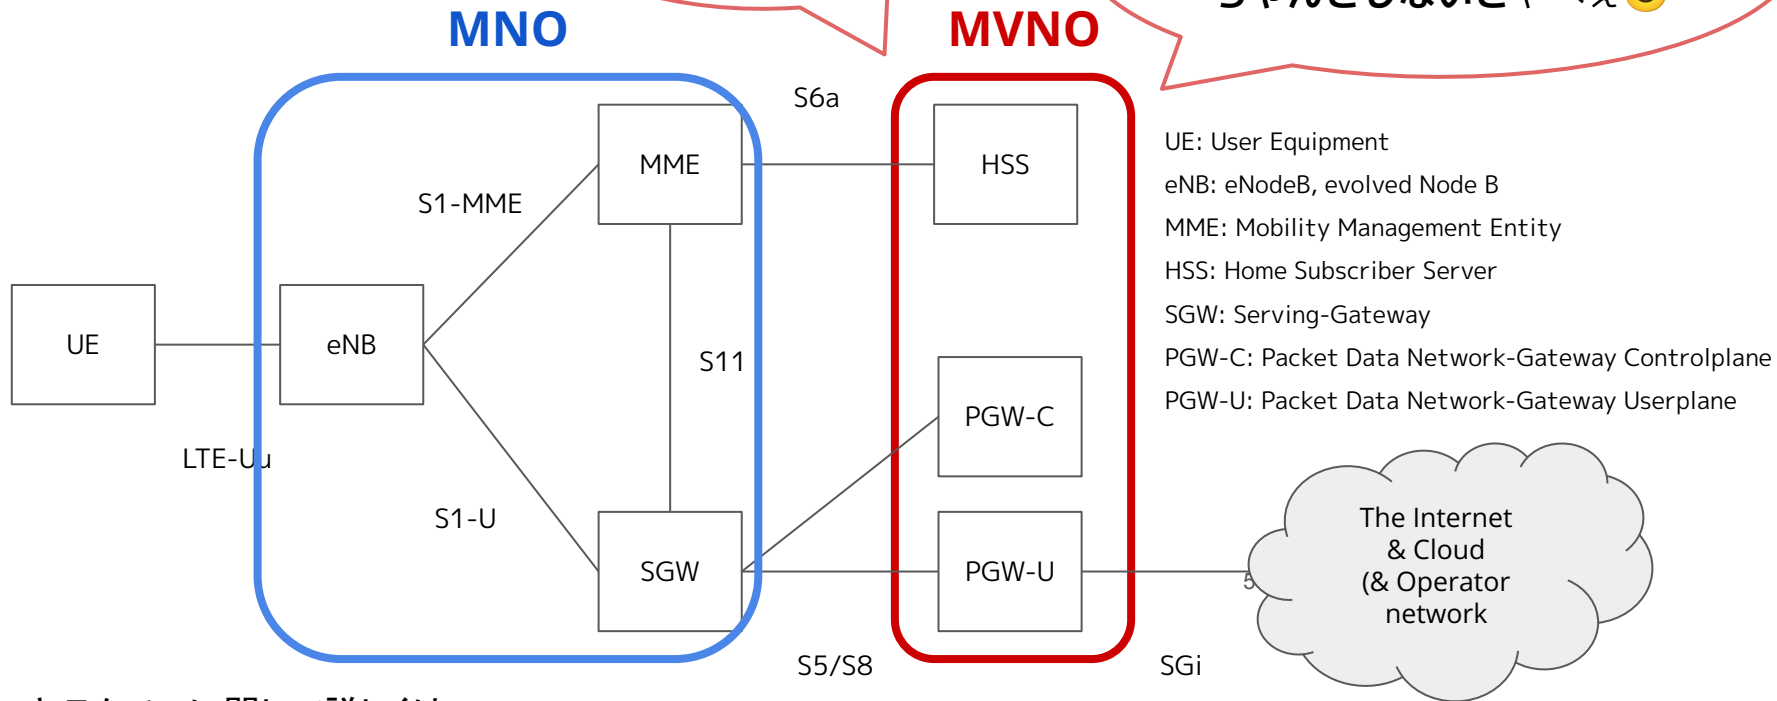 MNO
MVNO
S6a
MME
HSS
S1-MME
UE
eNB
S11
LTE-Uu
S1-U
PGW-C
SGW
PGW-U
S5/S8
SGi
UE: User Equipment
eNB: eNodeB, evolved Node B
MME: Mobility Management Entity
HSS: Home Subscriber Server
SGW: Serving-Gateway
PGW-C: Packet Data Network-Gateway Controlplane
PGW-U: Packet Data Network-Gateway Userplane
The Internet
& Cloud
(& Operator
network
5